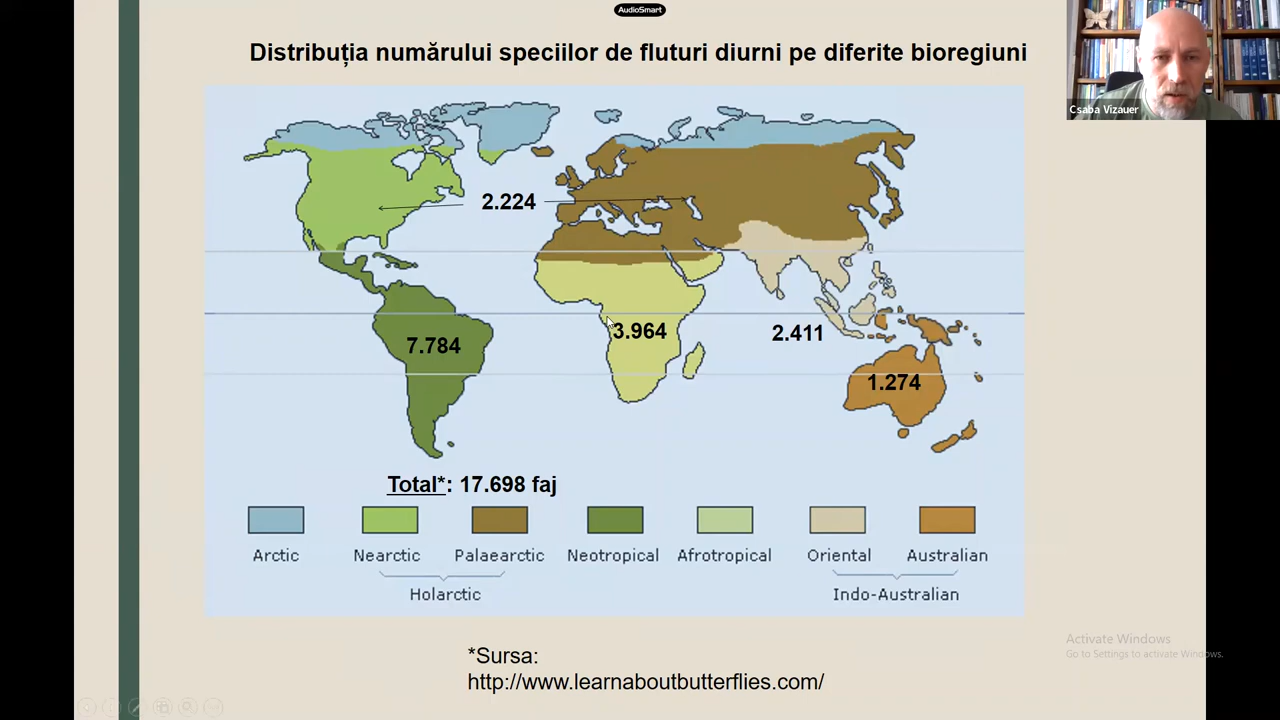 AudioSmart
Distribuția numărului speciilor de fluturi diurni pe diferite bioregiuni
Csaba Vizauer
2.224
3.964
2.411
7.784
1.274
Total*: 17.698 faj
Arctic Nearctic Palaearctic Neotropical Afrotropical Oriental Australian
Holarctic Indo-Australian
Activate Windows
Go to Settings to activate Windows.
*Sursa:
http://www.learnaboutbutterflies.com/